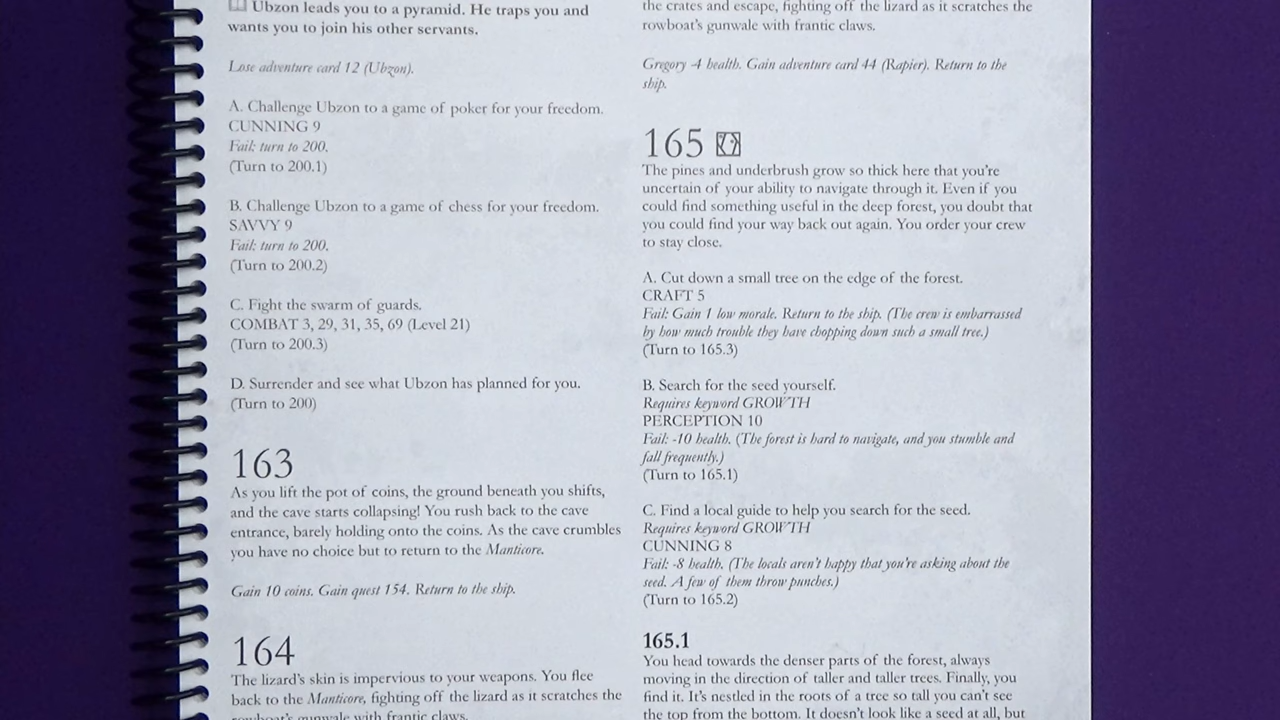 Ubzon leads you to a pyramid. He traps you and
wants you to join his other servants.
Lose adventure card 12 (Ubzon).
A. Challenge Ubzon to a game of poker for your freedom.
CUNNING 9
Fail: turn to 200.
(Turn to 200.1)
B. Challenge Ubzon to a game of chess for your freedom.
SAVVY 9
Fail: turn to 200.
(Turn to 200.2)
C. Fight the swarm of guards.
COMBAT 3, 29, 31, 35, 69 (Level 21)
(Turn to 200.3)
D. Surrender and see what Ubzon has planned for you.
(Turn to 200)
163
As you lift the pot of coins, the ground beneath you shifts,
and the cave starts collapsing! You rush back to the cave
entrance, barely holding onto the coins. As the cave crumbles
you have no choice but to return to the Manticore.
Gain 10 coins. Gain quest 154. Return to the ship.
164
The lizard's skin is impervious to your weapons. You flee
back to the Manticore, fighting off the lizard as it scratches the
rowboat's gunwale with frantic claws.
the crates and escape, fighting off the lizard as it scratches the
rowboat's gunwale with frantic claws.
Gregory -4 health. Gain adventure card 44 (Rapier). Return to the
ship.
165
The pines and underbrush grow so thick here that you're
uncertain of your ability to navigate through it. Even if you
could find something useful in the deep forest, you doubt that
you could find your way back out again. You order your crew
to stay close.
A. Cut down a small tree on the edge of the forest.
CRAFT 5
Fail: Gain 1 low morale. Return to the ship. (The crew is embarrassed
by how much trouble they have chopping down such a small tree.)
(Turn to 165.3)
B. Search for the seed yourself.
Requires keyword GROWTH
PERCEPTION 10
Fail: -10 health. (The forest is hard to navigate, and you stumble and
fall frequently.)
(Turn to 165.1)
C. Find a local guide to help you search for the seed.
Requires keyword GROWTH
CUNNING 8
Fail: -8 health. (The locals aren't happy that you're asking about the
seed. A few of them throw punches.)
(Turn to 165.2)
165.1
You head towards the denser parts of the forest, always
moving in the direction of taller and taller trees. Finally, you
find it. It's nestled in the roots of a tree so tall you can't see
the top from the bottom. It doesn't look like a seed at all, but